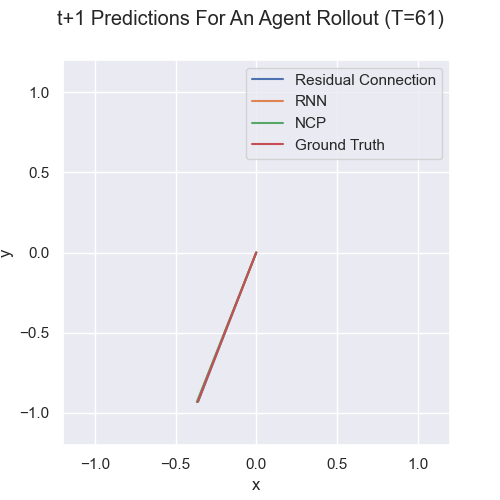 t+1 Predictions For An Agent Rollout (T=61)
Residual Connection
RNN
NCP
Ground Truth
1.0
0.5
0.0
−0.5
−1.0
y
−1.0 −0.5 0.0 0.5 1.0
x